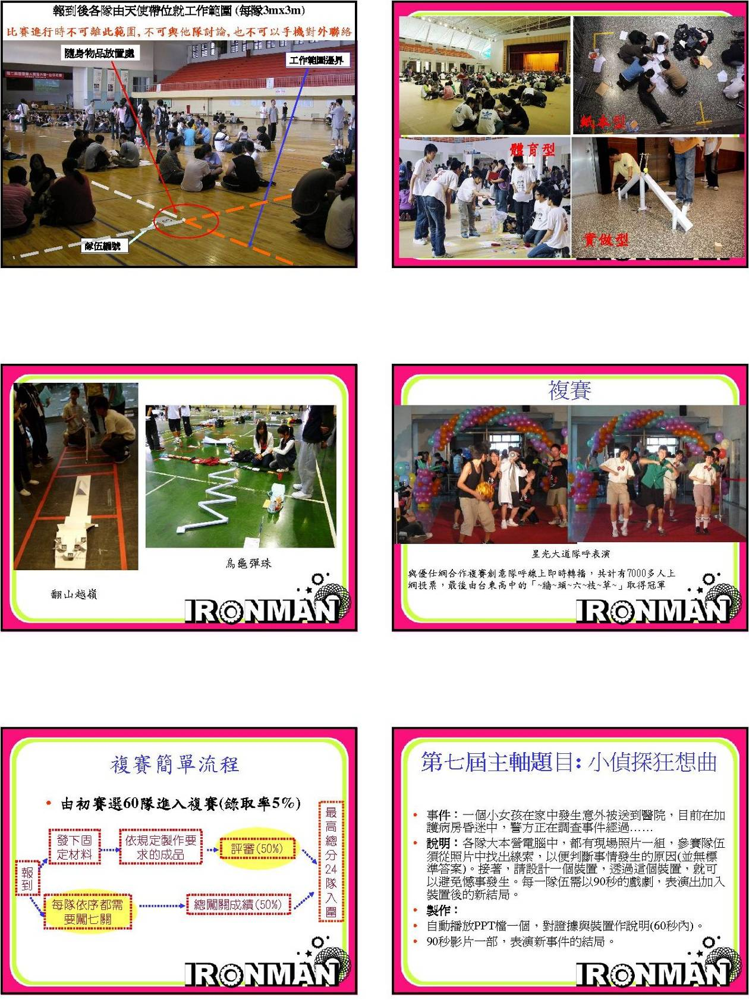 報到後各隊由天使帶位就工作範圍 (每隊3mx3m)
比賽進行時不可離此範圍, 不可與他隊討論, 也不可以手機對外聯絡
隨身物品放置處
工作範圍邊界
隊伍編號
紙本型
體育型
實做型
翻山越嶺
烏龜彈珠
IRONMAN
複賽
星光大道隊呼表演
與優仕網合作複賽創意隊呼線上即時轉播，共計有7000多人上
網投票，最後由台東高中的「~牆~頭~六~枝~草~」取得冠軍
IRONMAN
複賽簡單流程
• 由初賽選60隊進入複賽(錄取率5%)
報到
發下固
定材料
依規定製作要
求的成品
評審(50%)
每隊依序都需
要闖七關
總闖關成績(50%)
最高總分24隊入圍
IRONMAN
第七屆主軸題目: 小偵探狂想曲
• 事件：一個小女孩在家中發生意外被送到醫院，目前在加
護病房昏迷中，警方正在調查事件經過……
• 說明：各隊大本營電腦中，都有現場照片一組，參賽隊伍
須從照片中找出線索，以便判斷事情發生的原因(並無標
準答案)。接著，請設計一個裝置，透過這個裝置，就可
以避免憾事發生。每一隊伍需以90秒的戲劇，表演出加入
裝置後的新結局。
• 製作：
• 自動播放PPT檔一個，對證據與裝置作說明(60秒內)。
• 90秒影片一部，表演新事件的結局。
IRONMAN